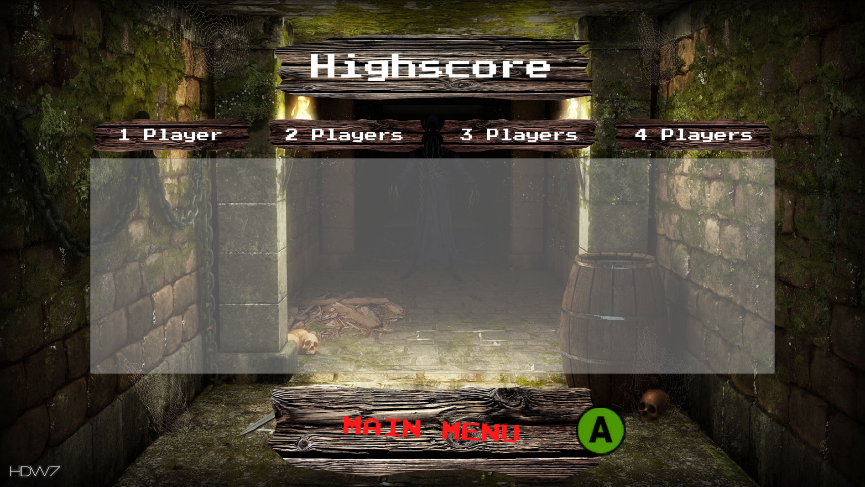 Highscore
1 Player 2 Players 3 Players 4 Players
MAIN MENU A
HDW7